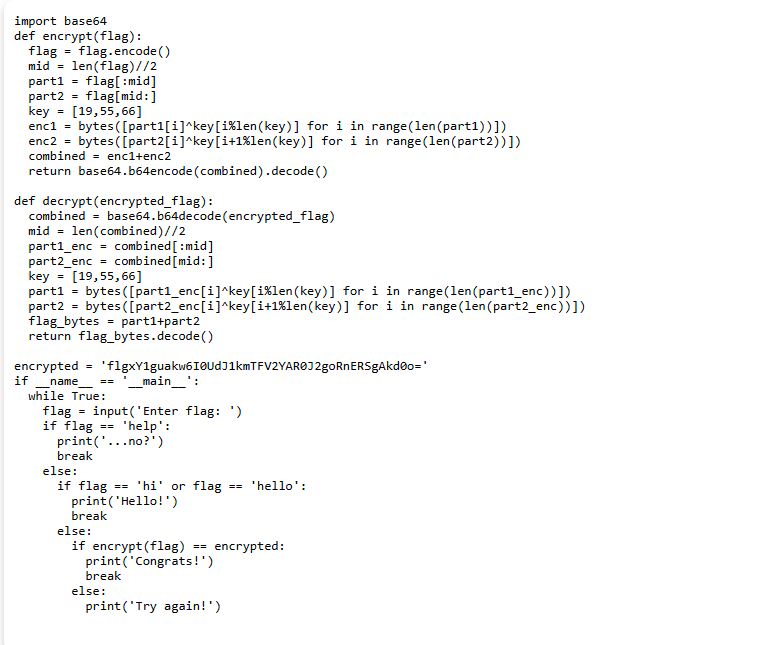 import base64
def encrypt(flag):
  flag = flag.encode()
  mid = len(flag)//2
  part1 = flag[:mid]
  part2 = flag[mid:]
  key = [19,55,66]
  enc1 = bytes([part1[i]^key[i%len(key)] for i in range(len(part1))])
  enc2 = bytes([part2[i]^key[i+1%len(key)] for i in range(len(part2))])
  combined = enc1+enc2
  return base64.b64encode(combined).decode()

def decrypt(encrypted_flag):
  combined = base64.b64decode(encrypted_flag)
  mid = len(combined)//2
  part1_enc = combined[:mid]
  part2_enc = combined[mid:]
  key = [19,55,66]
  part1 = bytes([part1_enc[i]^key[i%len(key)] for i in range(len(part1_enc))])
  part2 = bytes([part2_enc[i]^key[i+1%len(key)] for i in range(len(part2_enc))])
  flag_bytes = part1+part2
  return flag_bytes.decode()

encrypted = 'flgxY1guakw6I0UdJ1kmTFV2YAR0J2goRnERSgAkd0o='
if __name__ == '__main__':
  while True:
    flag = input('Enter flag: ')
    if flag == 'help':
      print('...no?')
      break
    else:
      if flag == 'hi' or flag == 'hello':
        print('Hello!')
        break
      else:
        if encrypt(flag) == encrypted:
          print('Congrats!')
          break
        else:
          print('Try again!')